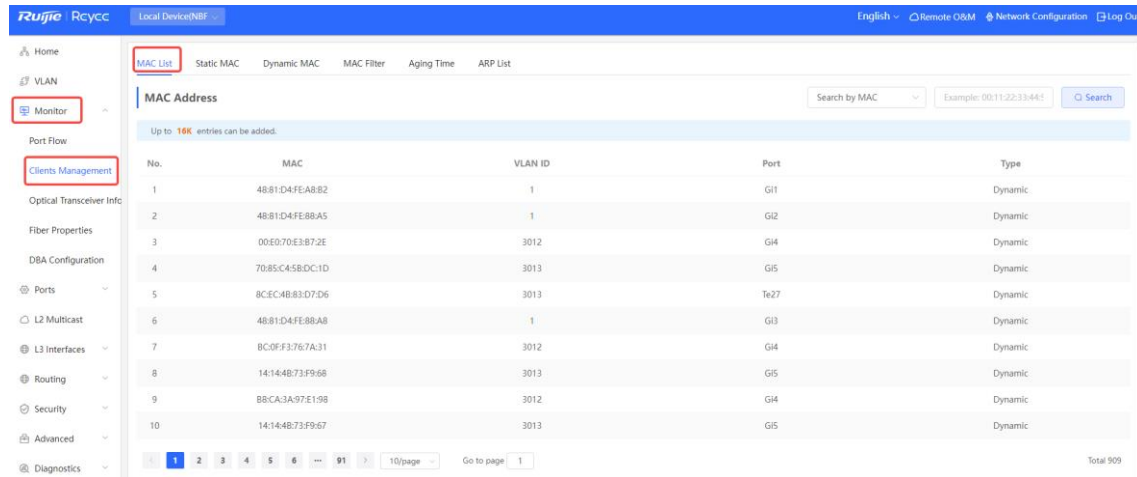 Ruijie Rcycc Local Device(NBF English Remote O&M Network Configuration Log Ou
Home
VLAN
Monitor
Port Flow
Clients Management
Optical Transceiver Info
Fiber Properties
DBA Configuration
Ports
L2 Multicast
L3 Interfaces
Routing
Security
Advanced
Diagnostics
MAC List Static MAC Dynamic MAC MAC Filter Aging Time ARP List
MAC Address Search by MAC Example: 00:11:22:33:44:5 Search
Up to 16K entries can be added.
No. MAC VLAN ID Port Type
1 48:81:D4:FE:A8:B2 1 Gi1 Dynamic
2 48:81:D4:FE:88:A5 1 Gi2 Dynamic
3 00:E0:70:E3:B7:2E 3012 Gi4 Dynamic
4 70:85:C4:5B:DC:1D 3013 Gi5 Dynamic
5 8C:EC:4B:83:D7:D6 3013 Te27 Dynamic
6 48:81:D4:FE:88:A8 1 Gi3 Dynamic
7 BC:0F:F3:76:7A:31 3012 Gi4 Dynamic
8 14:14:4B:73:F9:68 3013 Gi5 Dynamic
9 B8:CA:3A:97:E1:98 3012 Gi4 Dynamic
10 14:14:4B:73:F9:67 3013 Gi5 Dynamic
1 2 3 4 5 6 ··· 91 10/page Go to page 1 Total 909